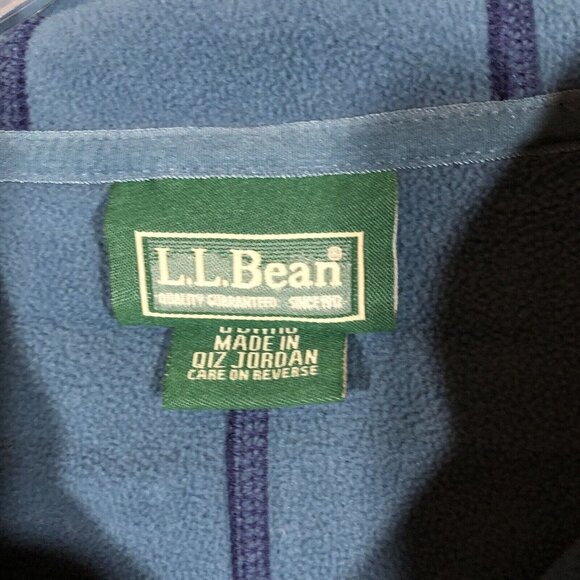 L.L.Bean®
QUALITY GUARANTEED SINCE 1912
MADE IN
QIZ JORDAN
CARE ON REVERSE